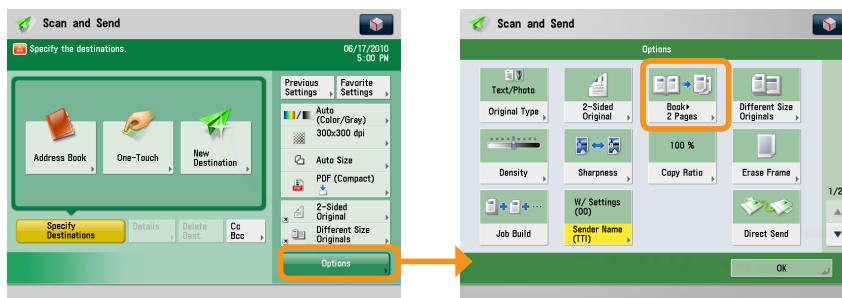 Scan and Send
Specify the destinations.
06/17/2010
5:00 PM
Previous
Settings
Favorite
Settings
Address Book
One-Touch
New
Destination
Auto
(Color/Gray)
300x300 dpi
Auto Size
PDF (Compact)
2-Sided
Original
Different Size
Originals
Specify
Destinations
Details
Delete
Dest.
Cc
Bcc
Options
Scan and Send
Options
Text/Photo
Original Type
2-Sided
Original
Book▸
2 Pages
Different Size
Originals
Density
Sharpness
100 %
Copy Ratio
Erase Frame
Job Build
W/ Settings
(00)
Sender Name
(TTI)
Direct Send
1/2
OK